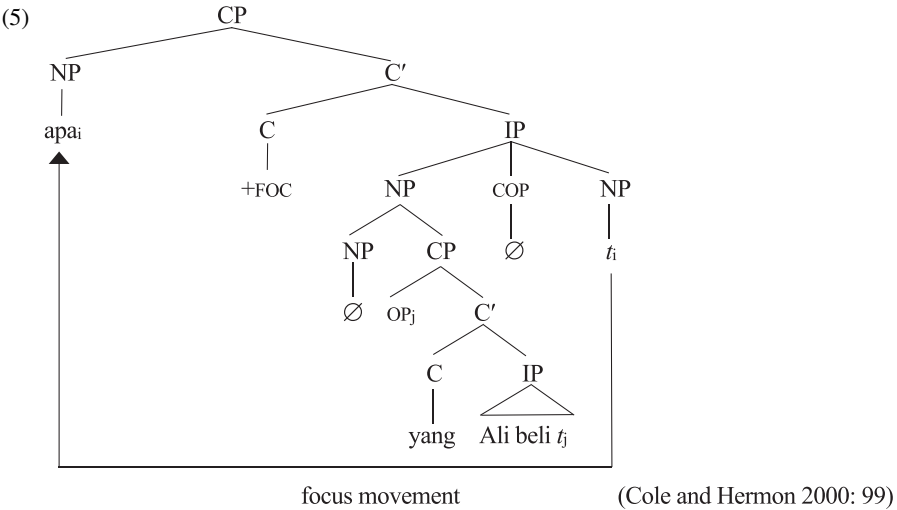 (5) CP
NP C′
apai C IP
+FOC NP COP NP
NP CP ∅ ti
∅ OPj C′
C IP
yang Ali beli tj
focus movement (Cole and Hermon 2000: 99)